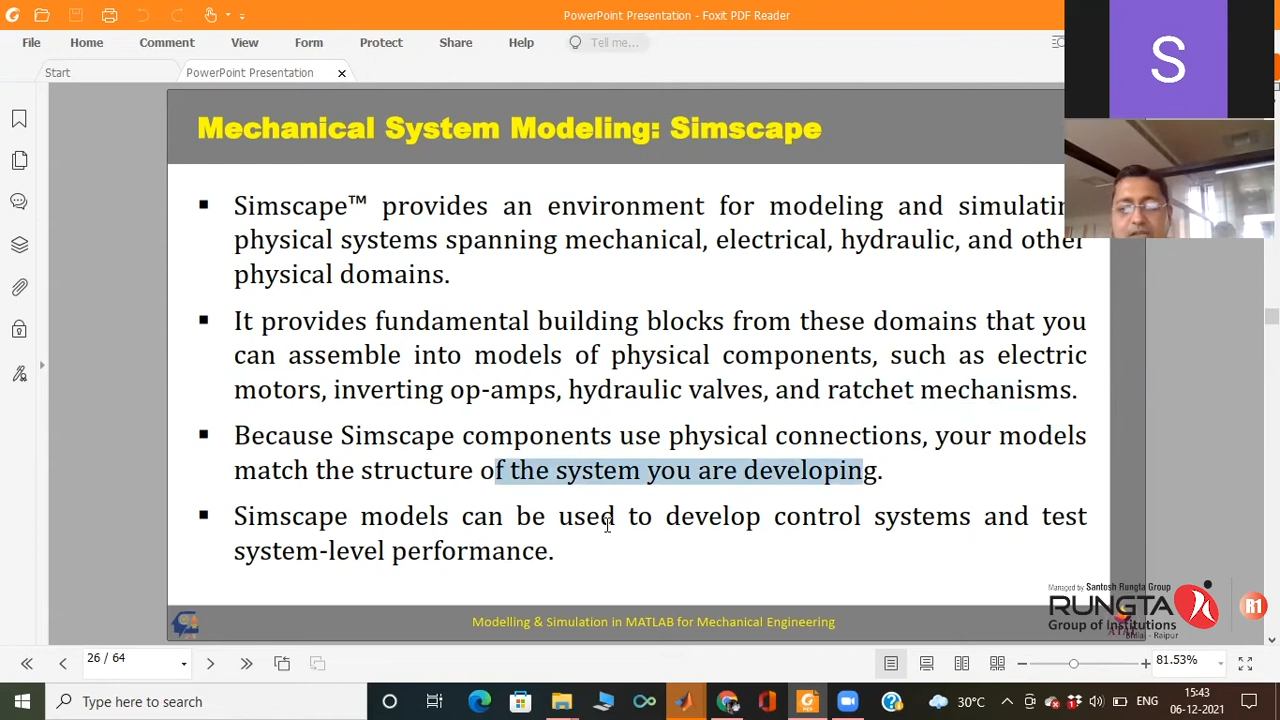 PowerPoint Presentation - Foxit PDF Reader
File Home Comment View Form Protect Share Help Tell me...
Start PowerPoint Presentation
S
Mechanical System Modeling: Simscape
Simscape™ provides an environment for modeling and
physical systems spanning mechanical, electrical, hydraulic, and other
physical domains.
It provides fundamental building blocks from these domains that you
can assemble into models of physical components, such as electric
motors, inverting op-amps, hydraulic valves, and ratchet mechanisms.
Because Simscape components use physical connections, your models
match the structure of the system you are developing.
Simscape models can be used to develop control systems and test
system-level performance.
Managed by Santosh Rungta Group
RUNGTA
Group of Institutions
Bhilai - Raipur
R1
Modelling & Simulation in MATLAB for Mechanical Engineering
26 / 64
81.53%
Type here to search
30°C
ENG
15:43
06-12-2021